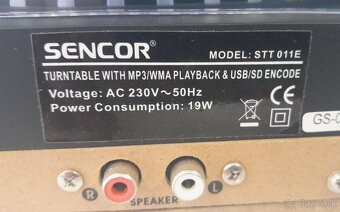 SENCOR
MODEL: STT 011E
TURNTABLE WITH MP3/WMA PLAYBACK & USB/SD ENCODE
Voltage: AC 230V～50Hz
Power Consumption: 19W
GS-0
R
SPEAKER
L